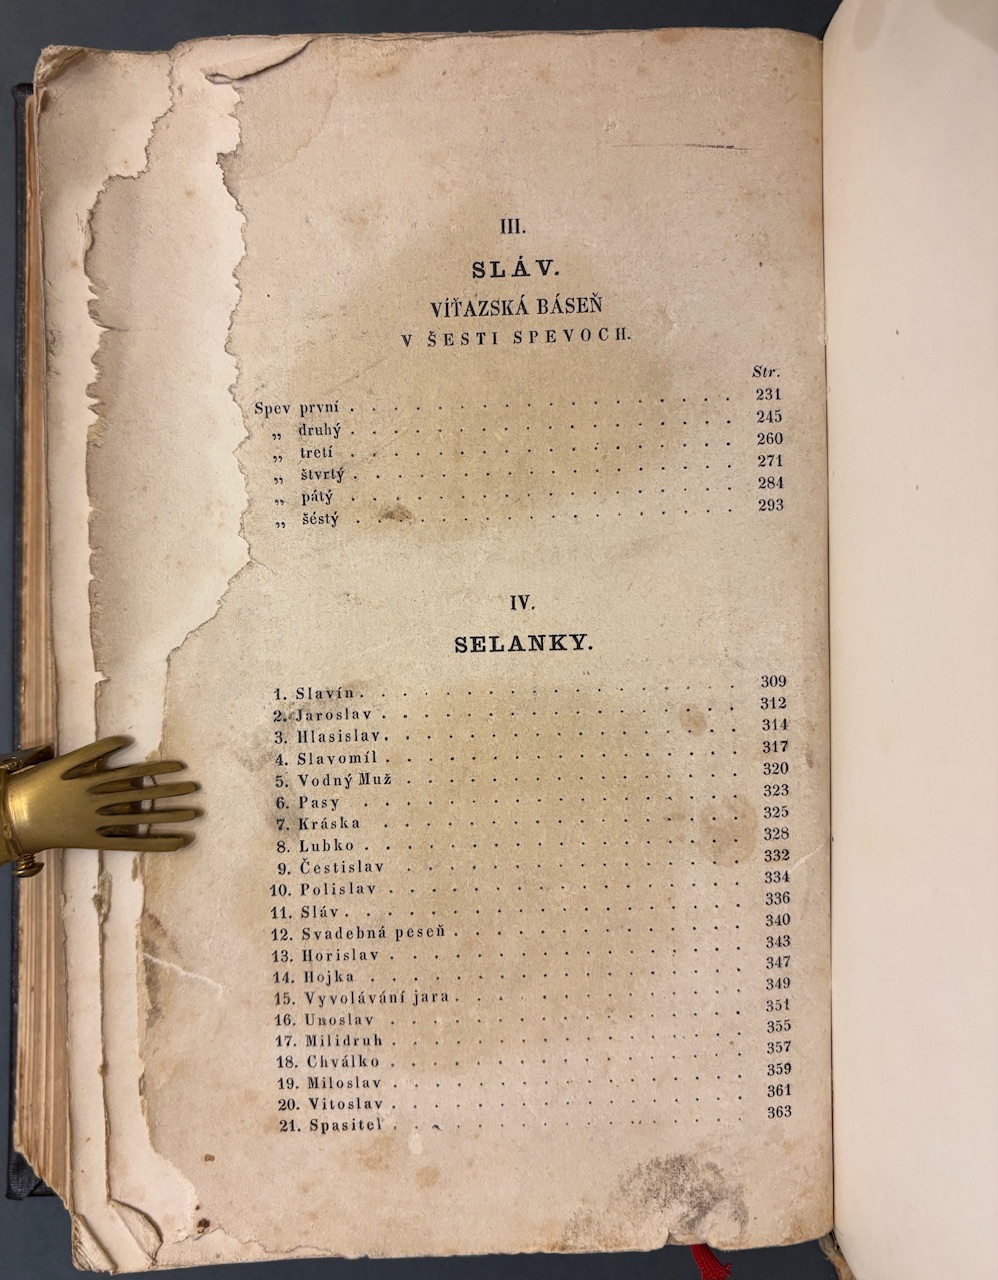 III.
SLÁV.
VÍŤAZSKÁ BÁSEŇ
V ŠESTI SPEVOCH.
Str.
Spev první . . . . . . . . . . . . . . . . 231
„ druhý . . . . . . . . . . . . . . . . 245
„ tretí . . . . . . . . . . . . . . . . 260
„ štvrtý . . . . . . . . . . . . . . . . 271
„ pátý . . . . . . . . . . . . . . . . 284
„ šéstý . . . . . . . . . . . . . . . . 293
IV.
SELANKY.
1. Slavín . . . . . . . . . . . . . . . . 309
2. Jaroslav . . . . . . . . . . . . . . . . 312
3. Hlasislav . . . . . . . . . . . . . . . . 314
4. Slavomíl . . . . . . . . . . . . . . . . 317
5. Vodný Muž . . . . . . . . . . . . . . . . 320
6. Pasy . . . . . . . . . . . . . . . . 323
7. Kráska . . . . . . . . . . . . . . . . 325
8. Lubko . . . . . . . . . . . . . . . . 328
9. Čestislav . . . . . . . . . . . . . . . . 332
10. Polislav . . . . . . . . . . . . . . . . 334
11. Sláv . . . . . . . . . . . . . . . . 336
12. Svadebná peseň . . . . . . . . . . . . . . 340
13. Horislav . . . . . . . . . . . . . . . . 343
14. Hojka . . . . . . . . . . . . . . . . 347
15. Vyvolávání jara . . . . . . . . . . . . . . 349
16. Unoslav . . . . . . . . . . . . . . . . 351
17. Milidruh . . . . . . . . . . . . . . . . 355
18. Chválko . . . . . . . . . . . . . . . . 357
19. Miloslav . . . . . . . . . . . . . . . . 359
20. Vitoslav . . . . . . . . . . . . . . . . 361
21. Spasitel . . . . . . . . . . . . . . . . 363